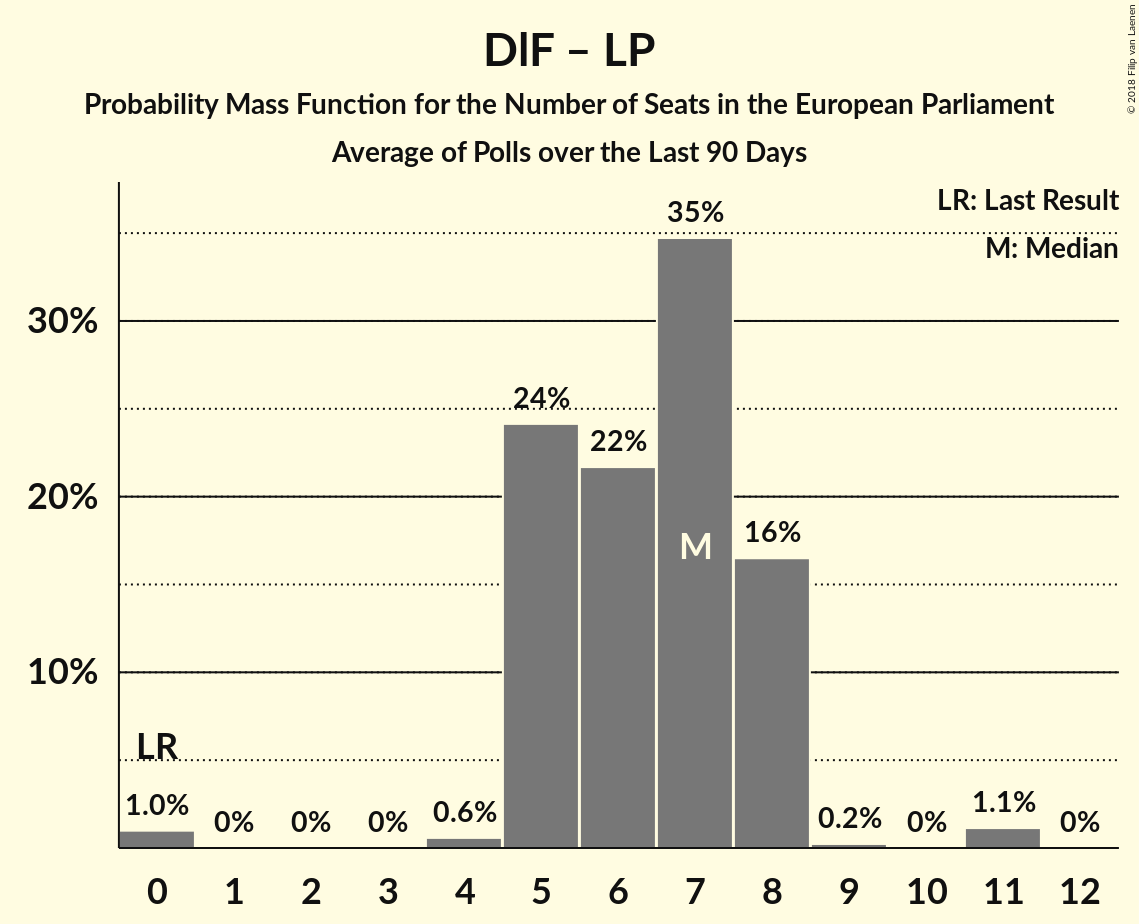 DlF – LP
Probability Mass Function for the Number of Seats in the European Parliament
Average of Polls over the Last 90 Days
© 2018 Filip van Laenen
LR: Last Result
M: Median
35%
30%
24%
22%
20%
M
16%
10%
LR
1.0% 0% 0% 0% 0.6% 0.2% 0% 1.1% 0%
0 1 2 3 4 5 6 7 8 9 10 11 12